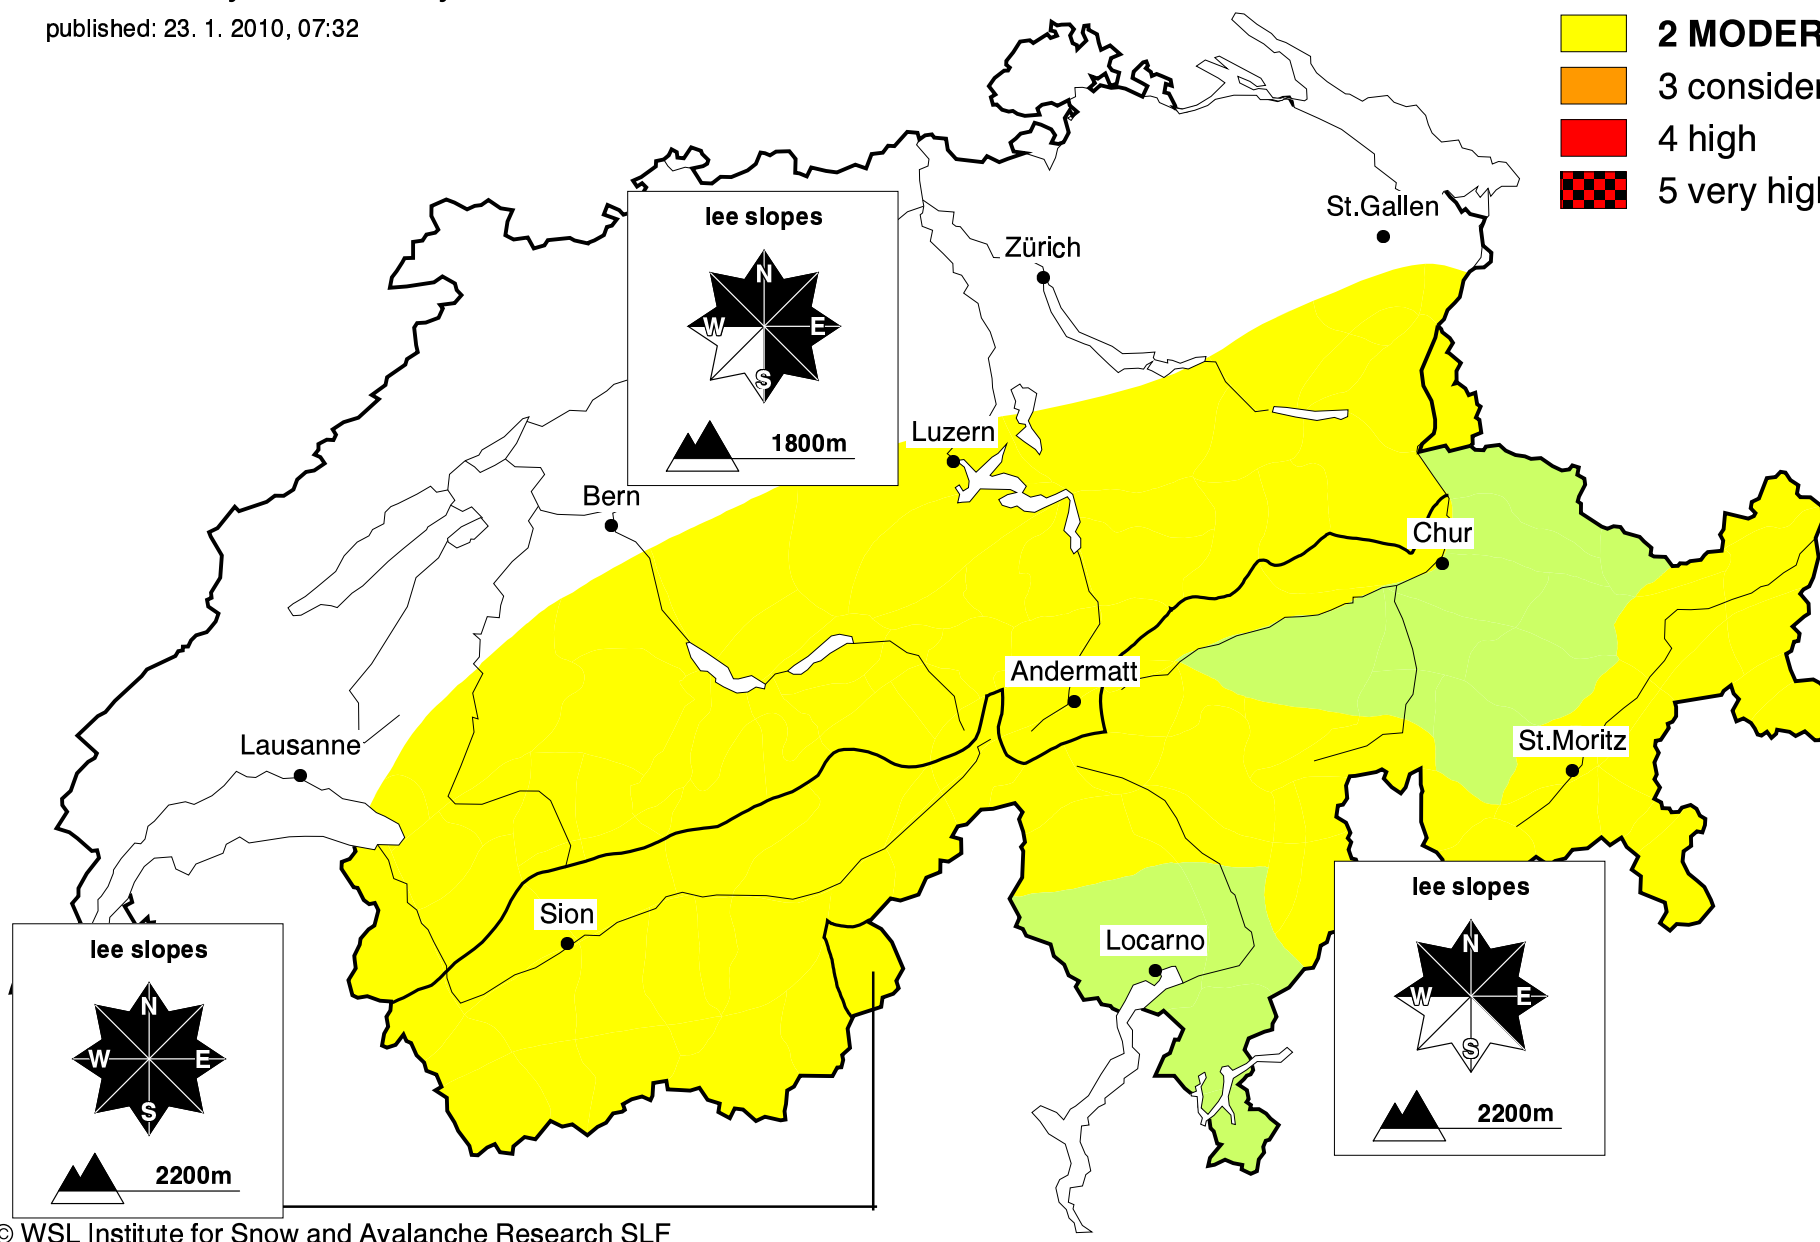 published: 23. 1. 2010, 07:32
2 MODER
3 consider
4 high
5 very high
St.Gallen
Zürich
lee slopes
N
W E
S
1800m
Luzern
Bern
Chur
Andermatt
Lausanne
St.Moritz
Sion
Locarno
lee slopes
N
W E
S
2200m
lee slopes
N
W E
S
2200m
© WSL Institute for Snow and Avalanche Research SLF